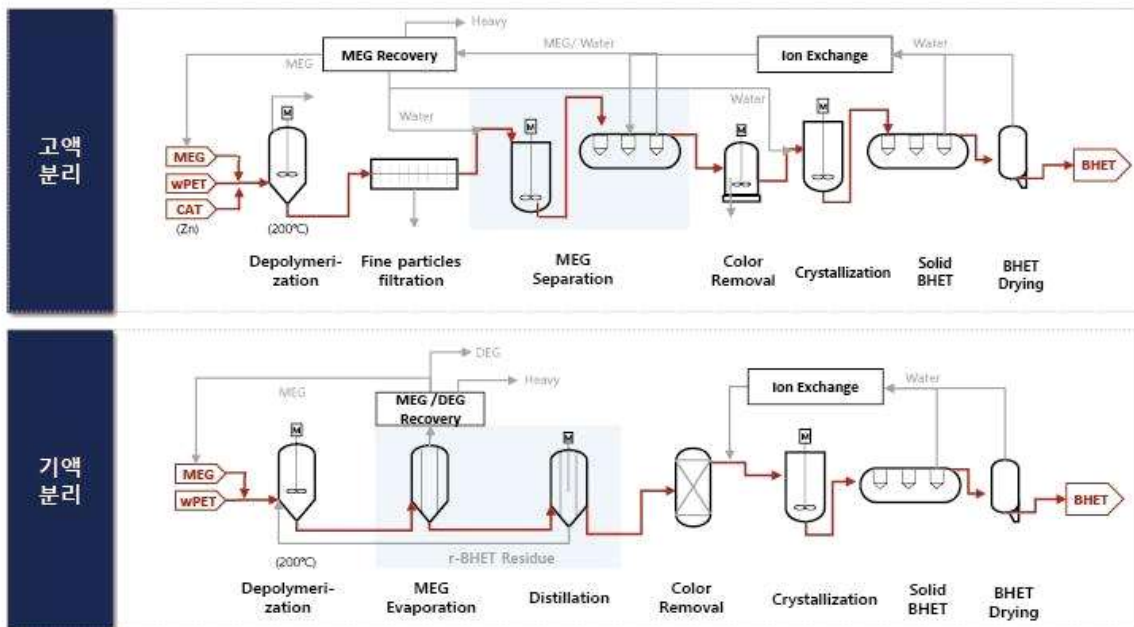 고액
분리
Heavy
MEG Recovery
MEG/ Water
Ion Exchange
Water
MEG
Water
Water
M
M
M
M
MEG
wPET
CAT
(Zn)
(200℃)
BHET
Depolymeri-
zation
Fine particles
filtration
MEG
Separation
Color
Removal
Crystallization
Solid
BHET
BHET
Drying
기액
분리
DEG
Heavy
MEG
MEG /DEG
Recovery
Ion Exchange
Water
M
M
M
MEG
wPET
BHET
r-BHET Residue
(200℃)
Depolymeri-
zation
MEG
Evaporation
Distillation
Color
Removal
Crystallization
Solid
BHET
BHET
Drying